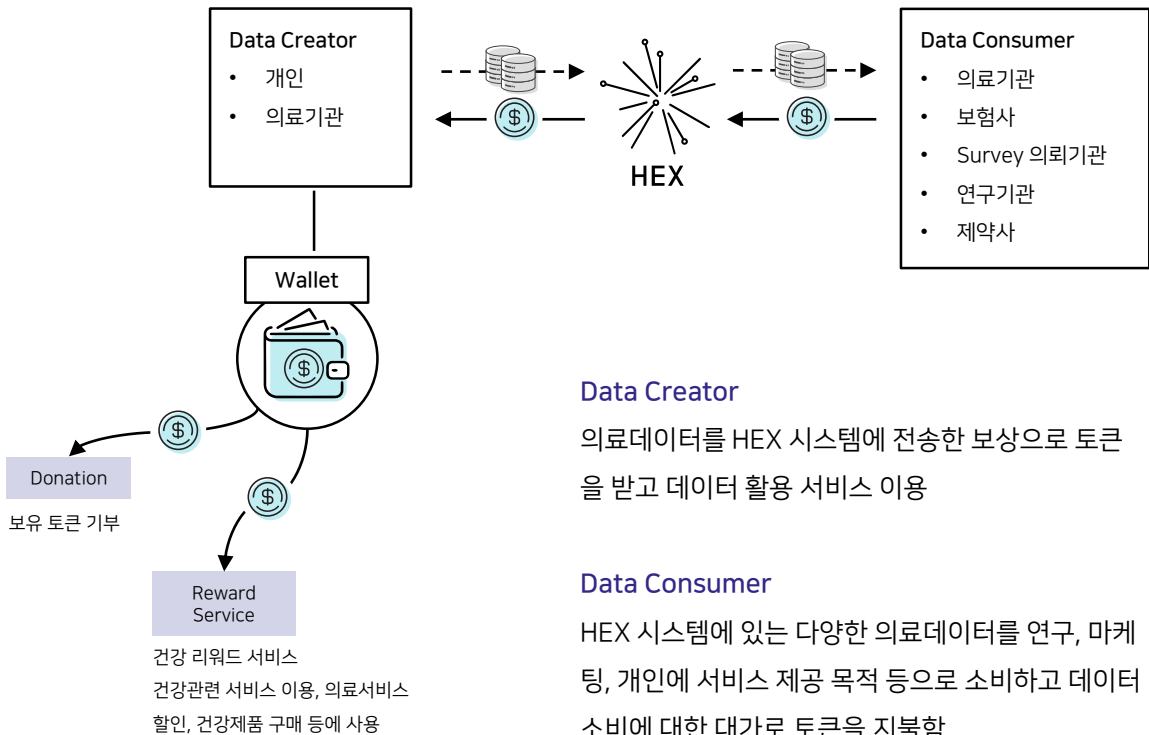 Data Creator
• 개인
• 의료기관
HEX
Data Consumer
• 의료기관
• 보험사
• Survey 의뢰기관
• 연구기관
• 제약사
Wallet
Donation
보유 토큰 기부
Reward
Service
건강 리워드 서비스
건강관련 서비스 이용, 의료서비스
할인, 건강제품 구매 등에 사용
Data Creator
의료데이터를 HEX 시스템에 전송한 보상으로 토큰
을 받고 데이터 활용 서비스 이용
Data Consumer
HEX 시스템에 있는 다양한 의료데이터를 연구, 마케
팅, 개인에 서비스 제공 목적 등으로 소비하고 데이터
소비에 대한 대가로 토큰을 지불함